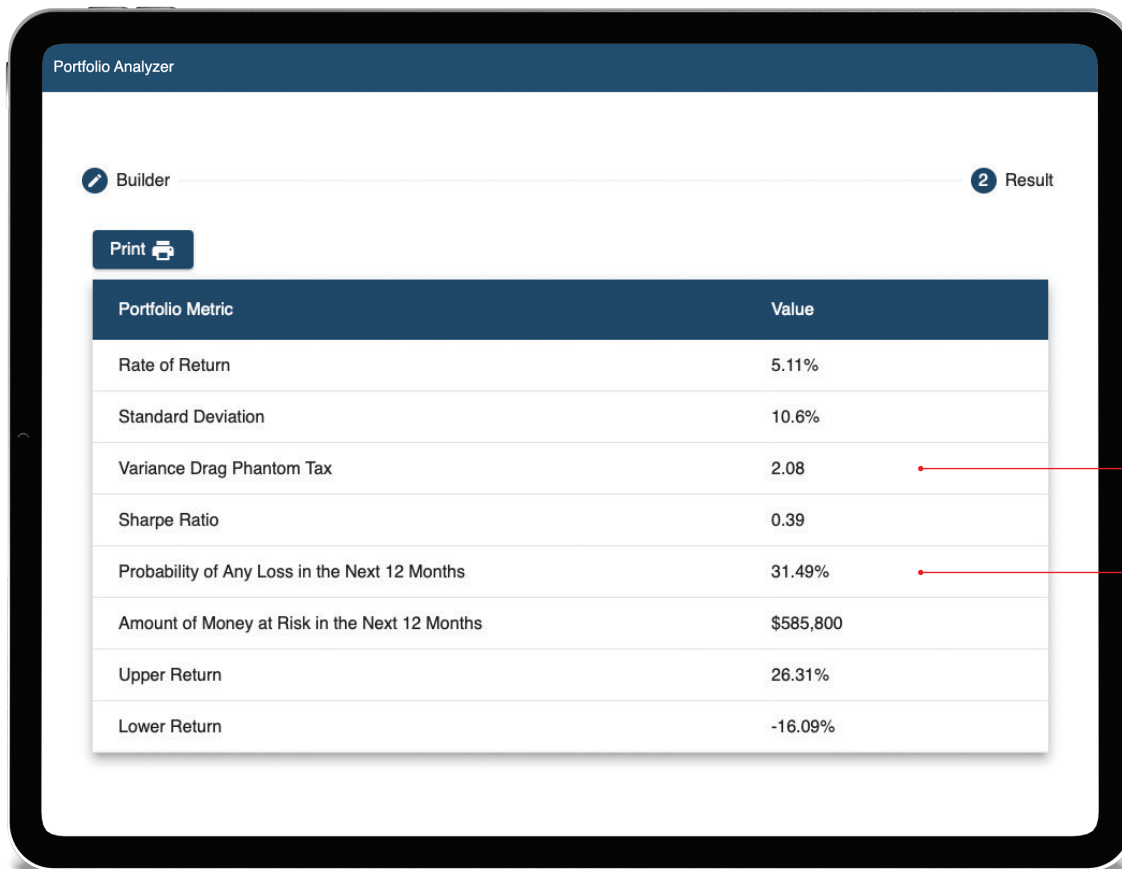 Portfolio Analyzer
Builder
2 Result
Print
Portfolio Metric Value
Rate of Return 5.11%
Standard Deviation 10.6%
Variance Drag Phantom Tax 2.08
Sharpe Ratio 0.39
Probability of Any Loss in the Next 12 Months 31.49%
Amount of Money at Risk in the Next 12 Months $585,800
Upper Return 26.31%
Lower Return -16.09%